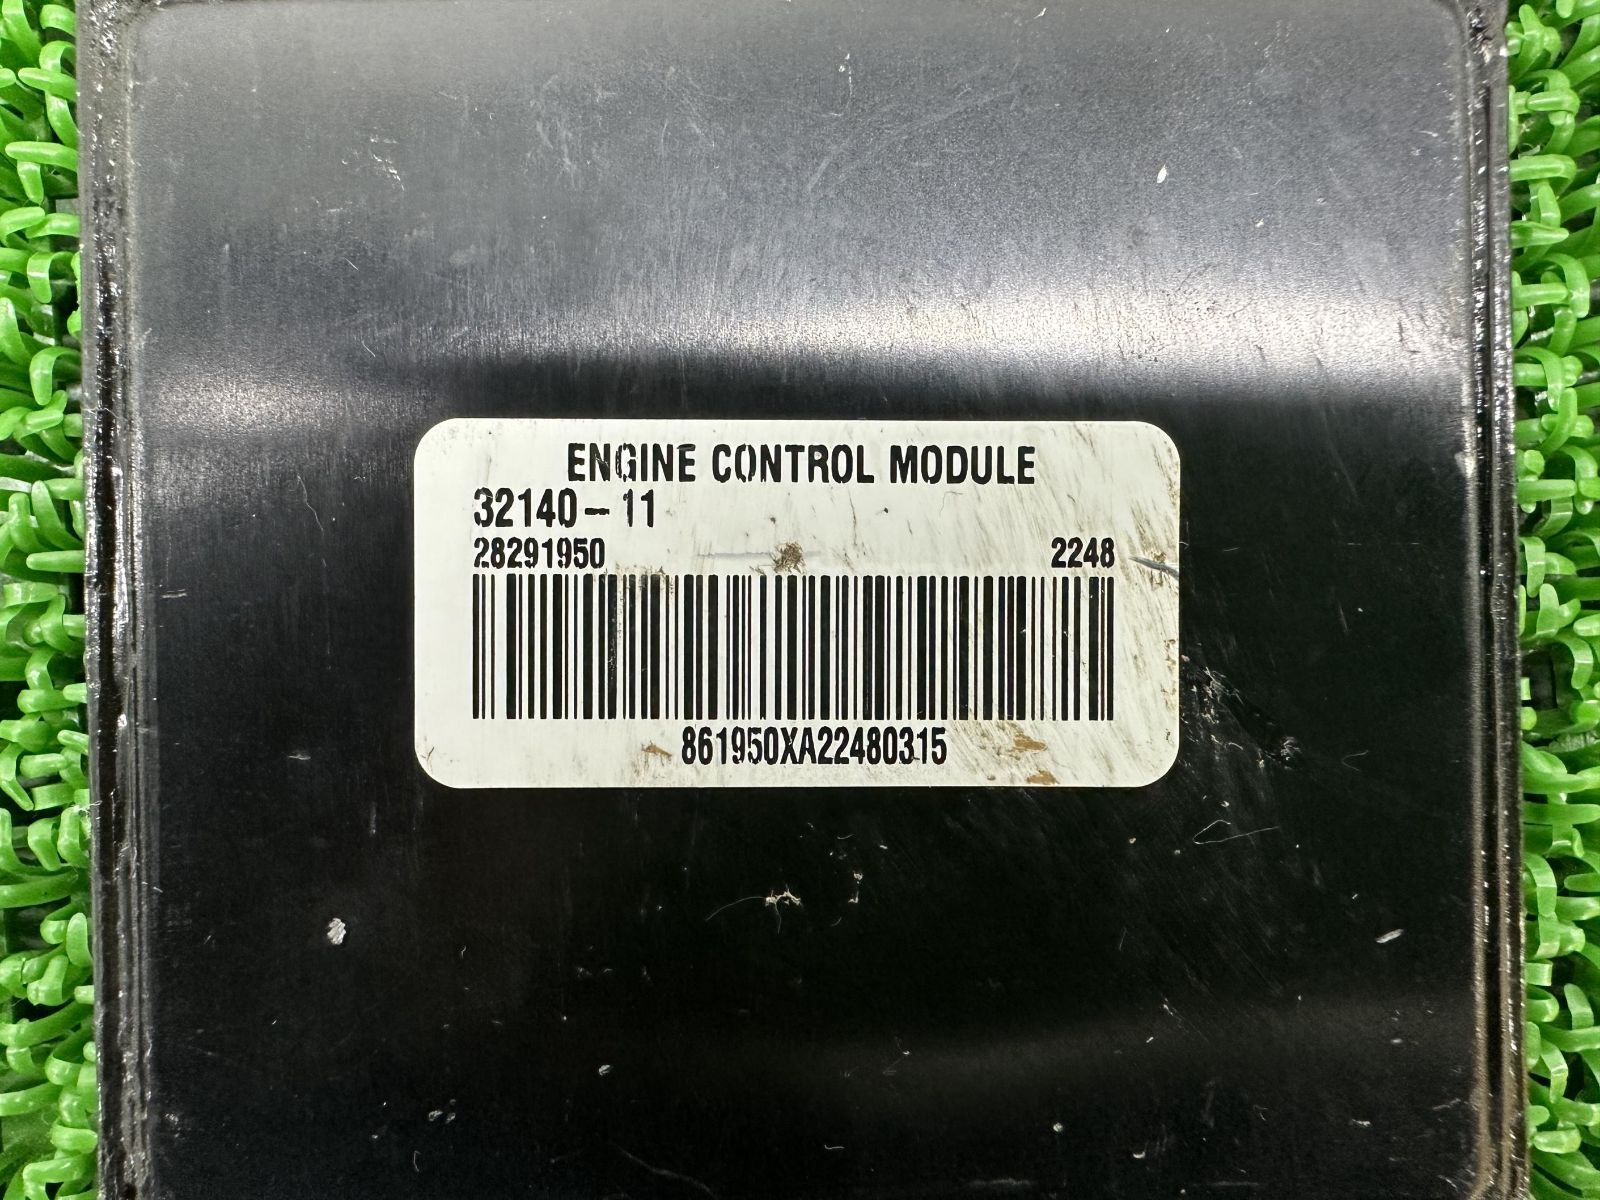 ENGINE CONTROL MODULE
32140-11
28291950 2248
861950XA22480315